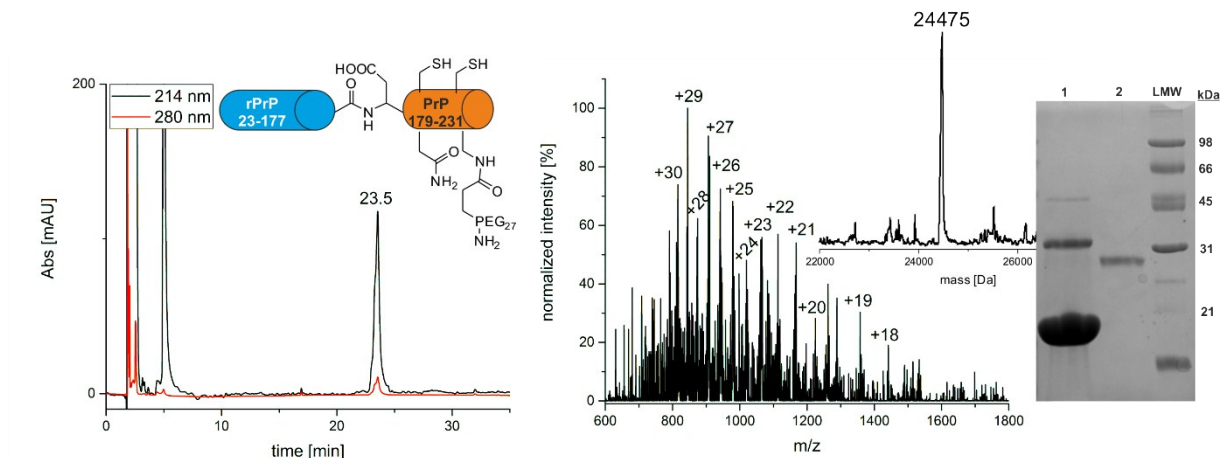 200
0
Abs [mAU]
214 nm
280 nm
rPrP
23-177
HOOC
O
N
H
SH
SH
PrP
179-231
O
NH2
NH
O
PEG27
NH2
23.5
0
10
20
30
time [min]
normalized intensity [%]
100
80
60
40
20
0
+30
+29
+28
+27
+26
+25
+24
+23
+22
+21
+20
+19
+18
600
800
1000
1200
1400
1600
1800
m/z
24475
22000
24000
26000
mass [Da]
1
2
LMW
kDa
98
66
45
31
21